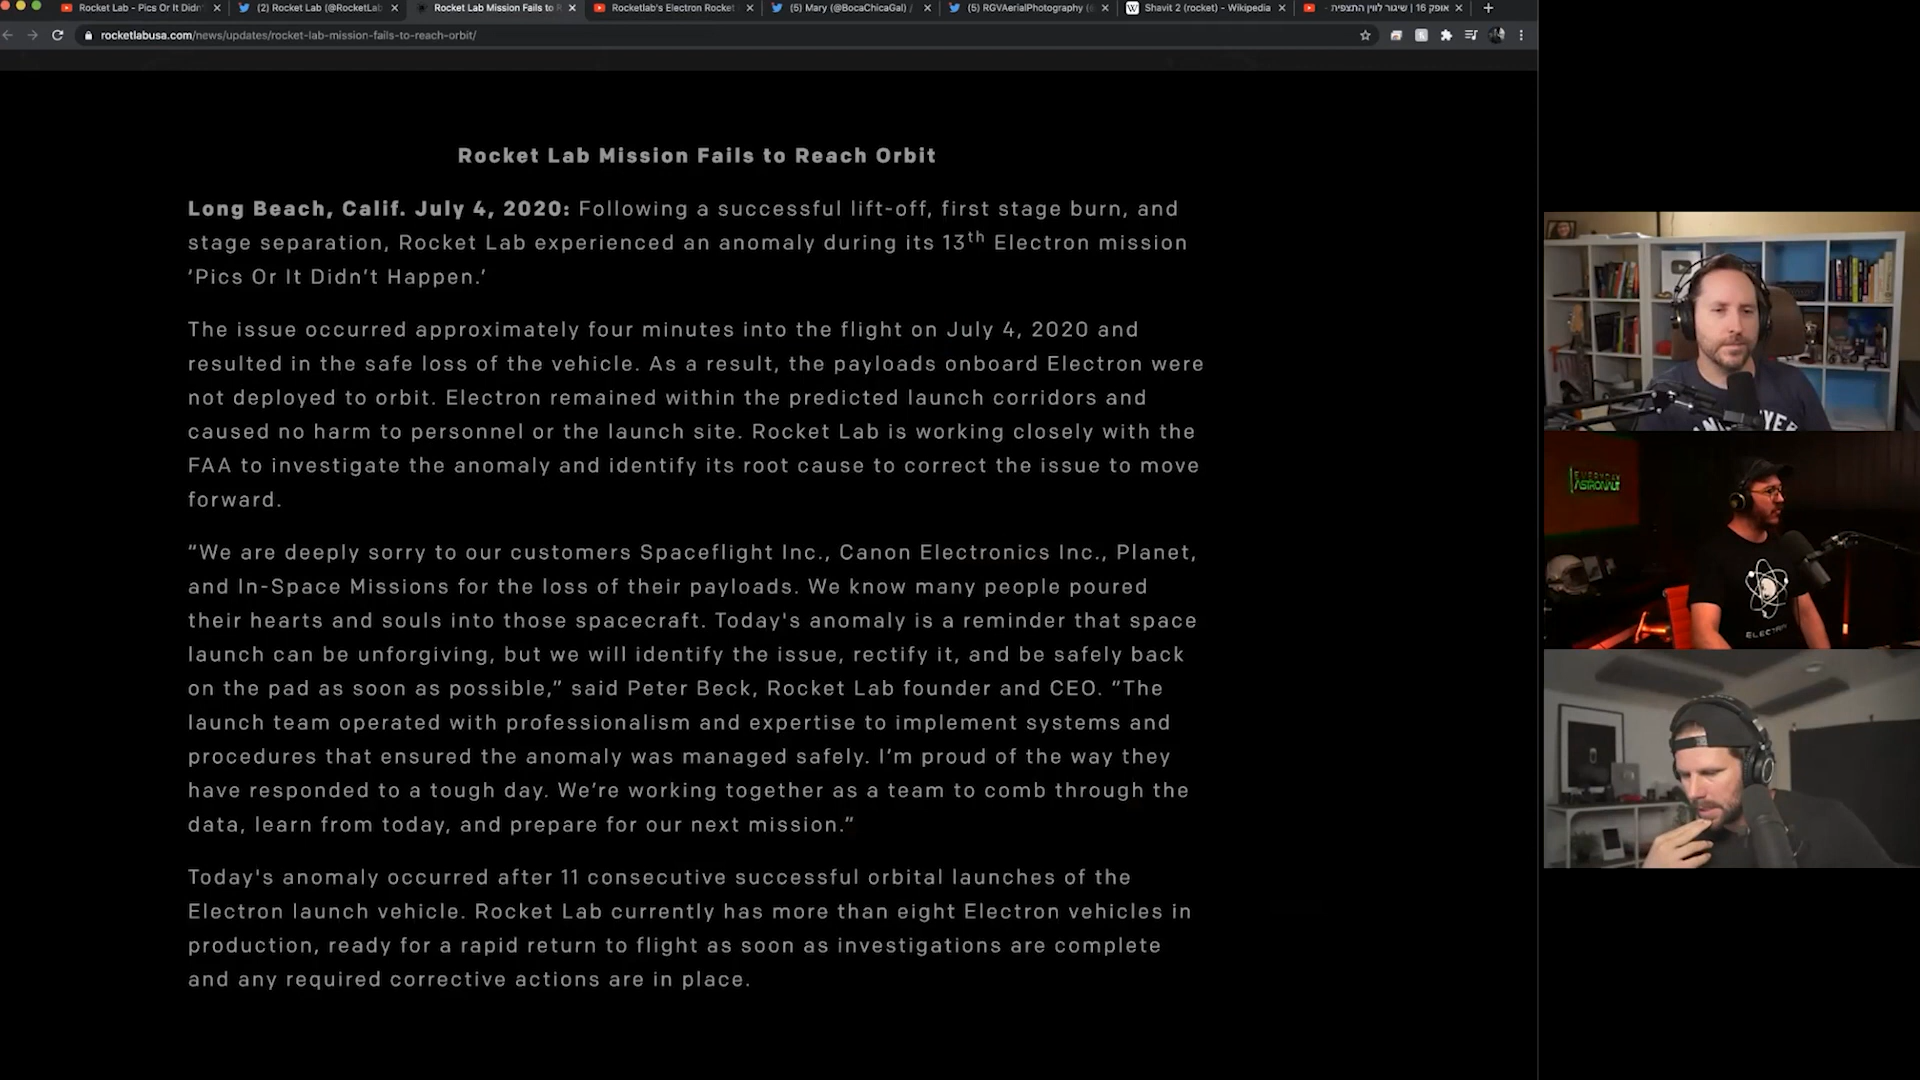 Rocket Lab - Pics Or It Didn'
(2) Rocket Lab (@RocketLab
Rocket Lab Mission Fails to R
Rocketlab's Electron Rocket
(5) Mary (@BocaChicaGal) /
(5) RGVAerialPhotography (
Shavit 2 (rocket) - Wikipedia
אופק 16 | שיגור לווין התצפית
rocketlabusa.com/news/updates/rocket-lab-mission-fails-to-reach-orbit/
Rocket Lab Mission Fails to Reach Orbit
Long Beach, Calif. July 4, 2020: Following a successful lift-off, first stage burn, and
stage separation, Rocket Lab experienced an anomaly during its 13th Electron mission
‘Pics Or It Didn’t Happen.’
The issue occurred approximately four minutes into the flight on July 4, 2020 and
resulted in the safe loss of the vehicle. As a result, the payloads onboard Electron were
not deployed to orbit. Electron remained within the predicted launch corridors and
caused no harm to personnel or the launch site. Rocket Lab is working closely with the
FAA to investigate the anomaly and identify its root cause to correct the issue to move
forward.
“We are deeply sorry to our customers Spaceflight Inc., Canon Electronics Inc., Planet,
and In-Space Missions for the loss of their payloads. We know many people poured
their hearts and souls into those spacecraft. Today's anomaly is a reminder that space
launch can be unforgiving, but we will identify the issue, rectify it, and be safely back
on the pad as soon as possible,” said Peter Beck, Rocket Lab founder and CEO. “The
launch team operated with professionalism and expertise to implement systems and
procedures that ensured the anomaly was managed safely. I’m proud of the way they
have responded to a tough day. We’re working together as a team to comb through the
data, learn from today, and prepare for our next mission.”
Today's anomaly occurred after 11 consecutive successful orbital launches of the
Electron launch vehicle. Rocket Lab currently has more than eight Electron vehicles in
production, ready for a rapid return to flight as soon as investigations are complete
and any required corrective actions are in place.
EVERYDAY
ASTRONAUT